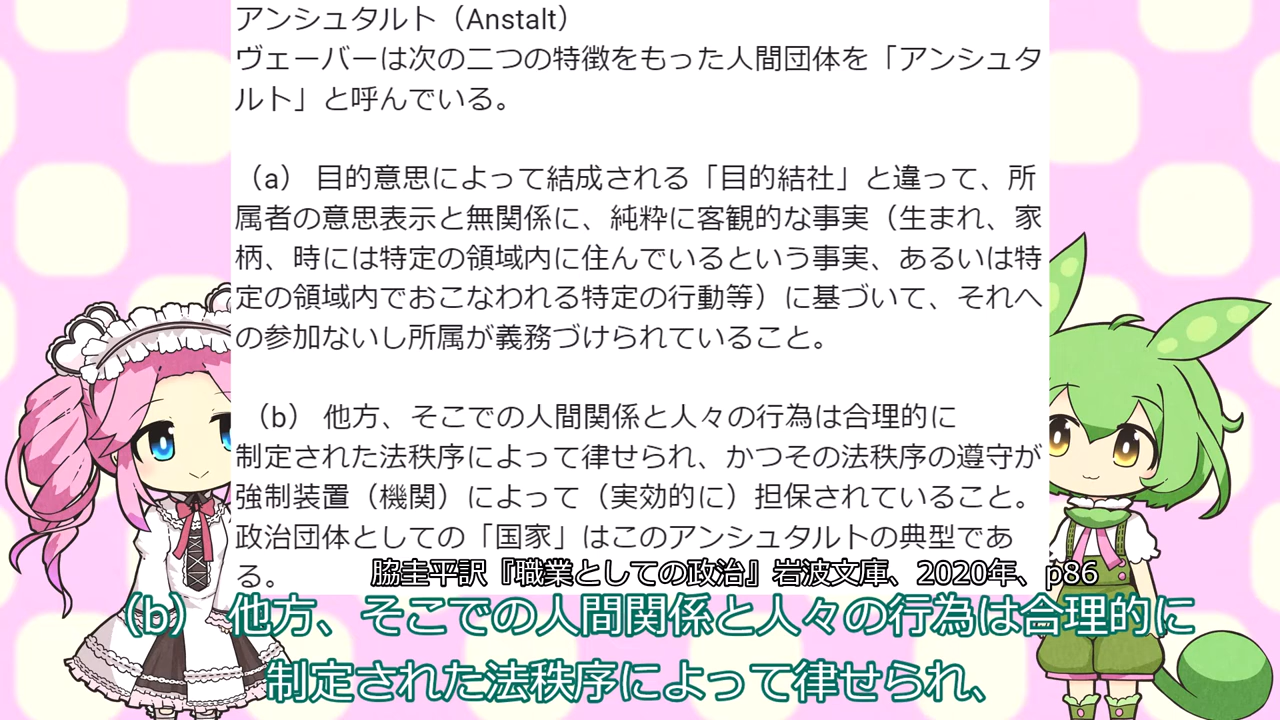 アンシュタルト（Anstalt）
ヴェーバーは次の二つの特徴をもった人間団体を「アンシュタ
ルト」と呼んでいる。
（a） 目的意思によって結成される「目的結社」と違って、所
属者の意思表示と無関係に、純粋に客観的な事実（生まれ、家
柄、時には特定の領域内に住んでいるという事実、あるいは特
定の領域内でおこなわれる特定の行動等）に基づいて、それへ
の参加ないし所属が義務づけられていること。
（b） 他方、そこでの人間関係と人々の行為は合理的に
制定された法秩序によって律せられ、かつその法秩序の遵守が
強制装置（機関）によって（実効的に）担保されていること。
政治団体としての「国家」はこのアンシュタルトの典型であ
る。
脇圭平訳『職業としての政治』岩波文庫、2020年、p86
（b） 他方、そこでの人間関係と人々の行為は合理的に
制定された法秩序によって律せられ、